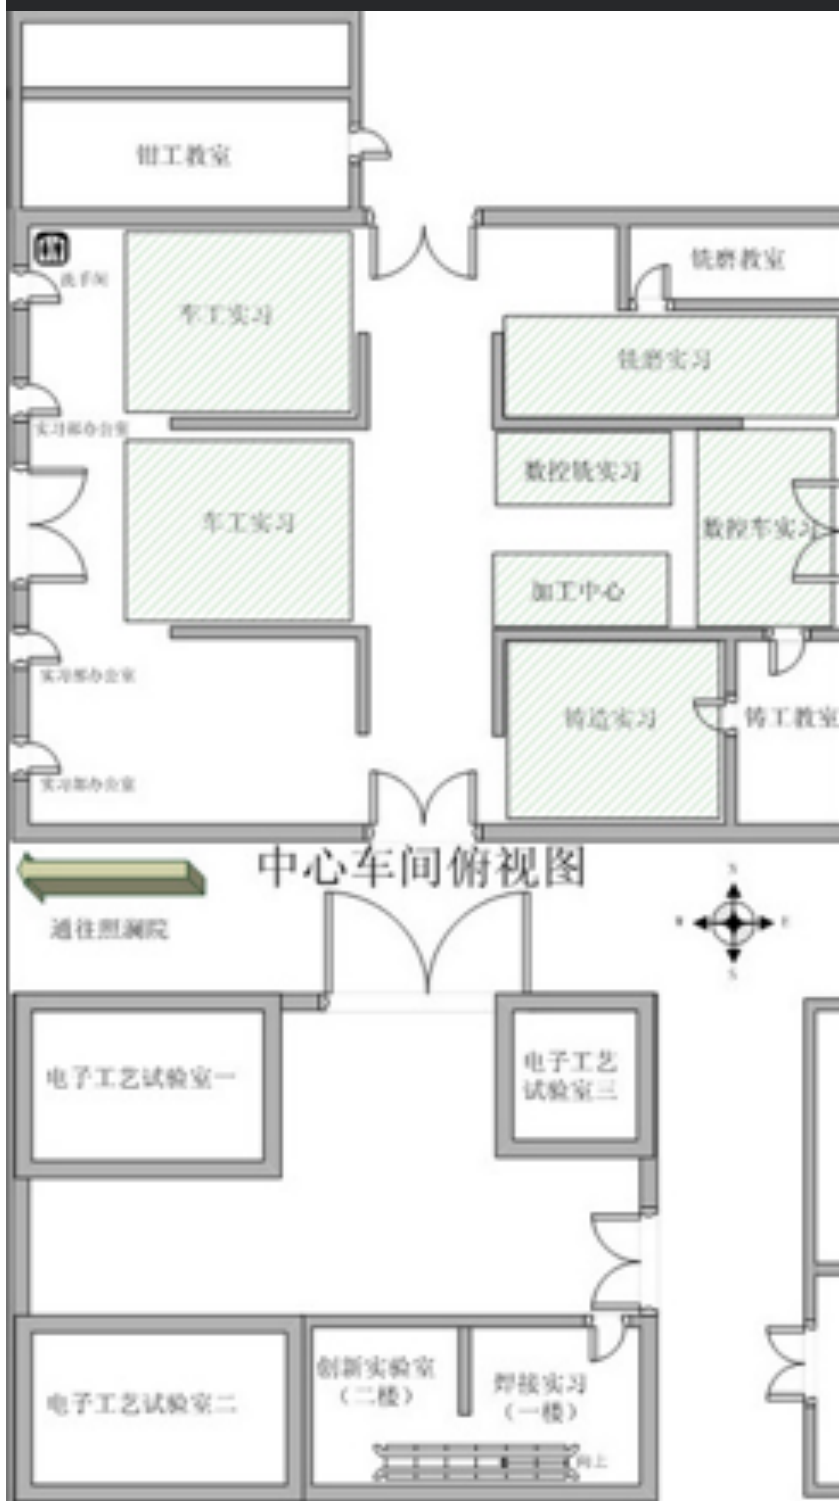 钳工教室
铣磨教室
洗手间
车工实习
铣磨实习
实习部办公室
数控铣实习
车工实习
数控车实习
加工中心
实习部办公室
铸造实习
铸工教室
实习部办公室
中心车间俯视图
通往照澜院
N
W
E
S
电子工艺试验室一
电子工艺
试验室三
创新实验室
（二楼）
焊接实习
（一楼）
电子工艺试验室二
向上